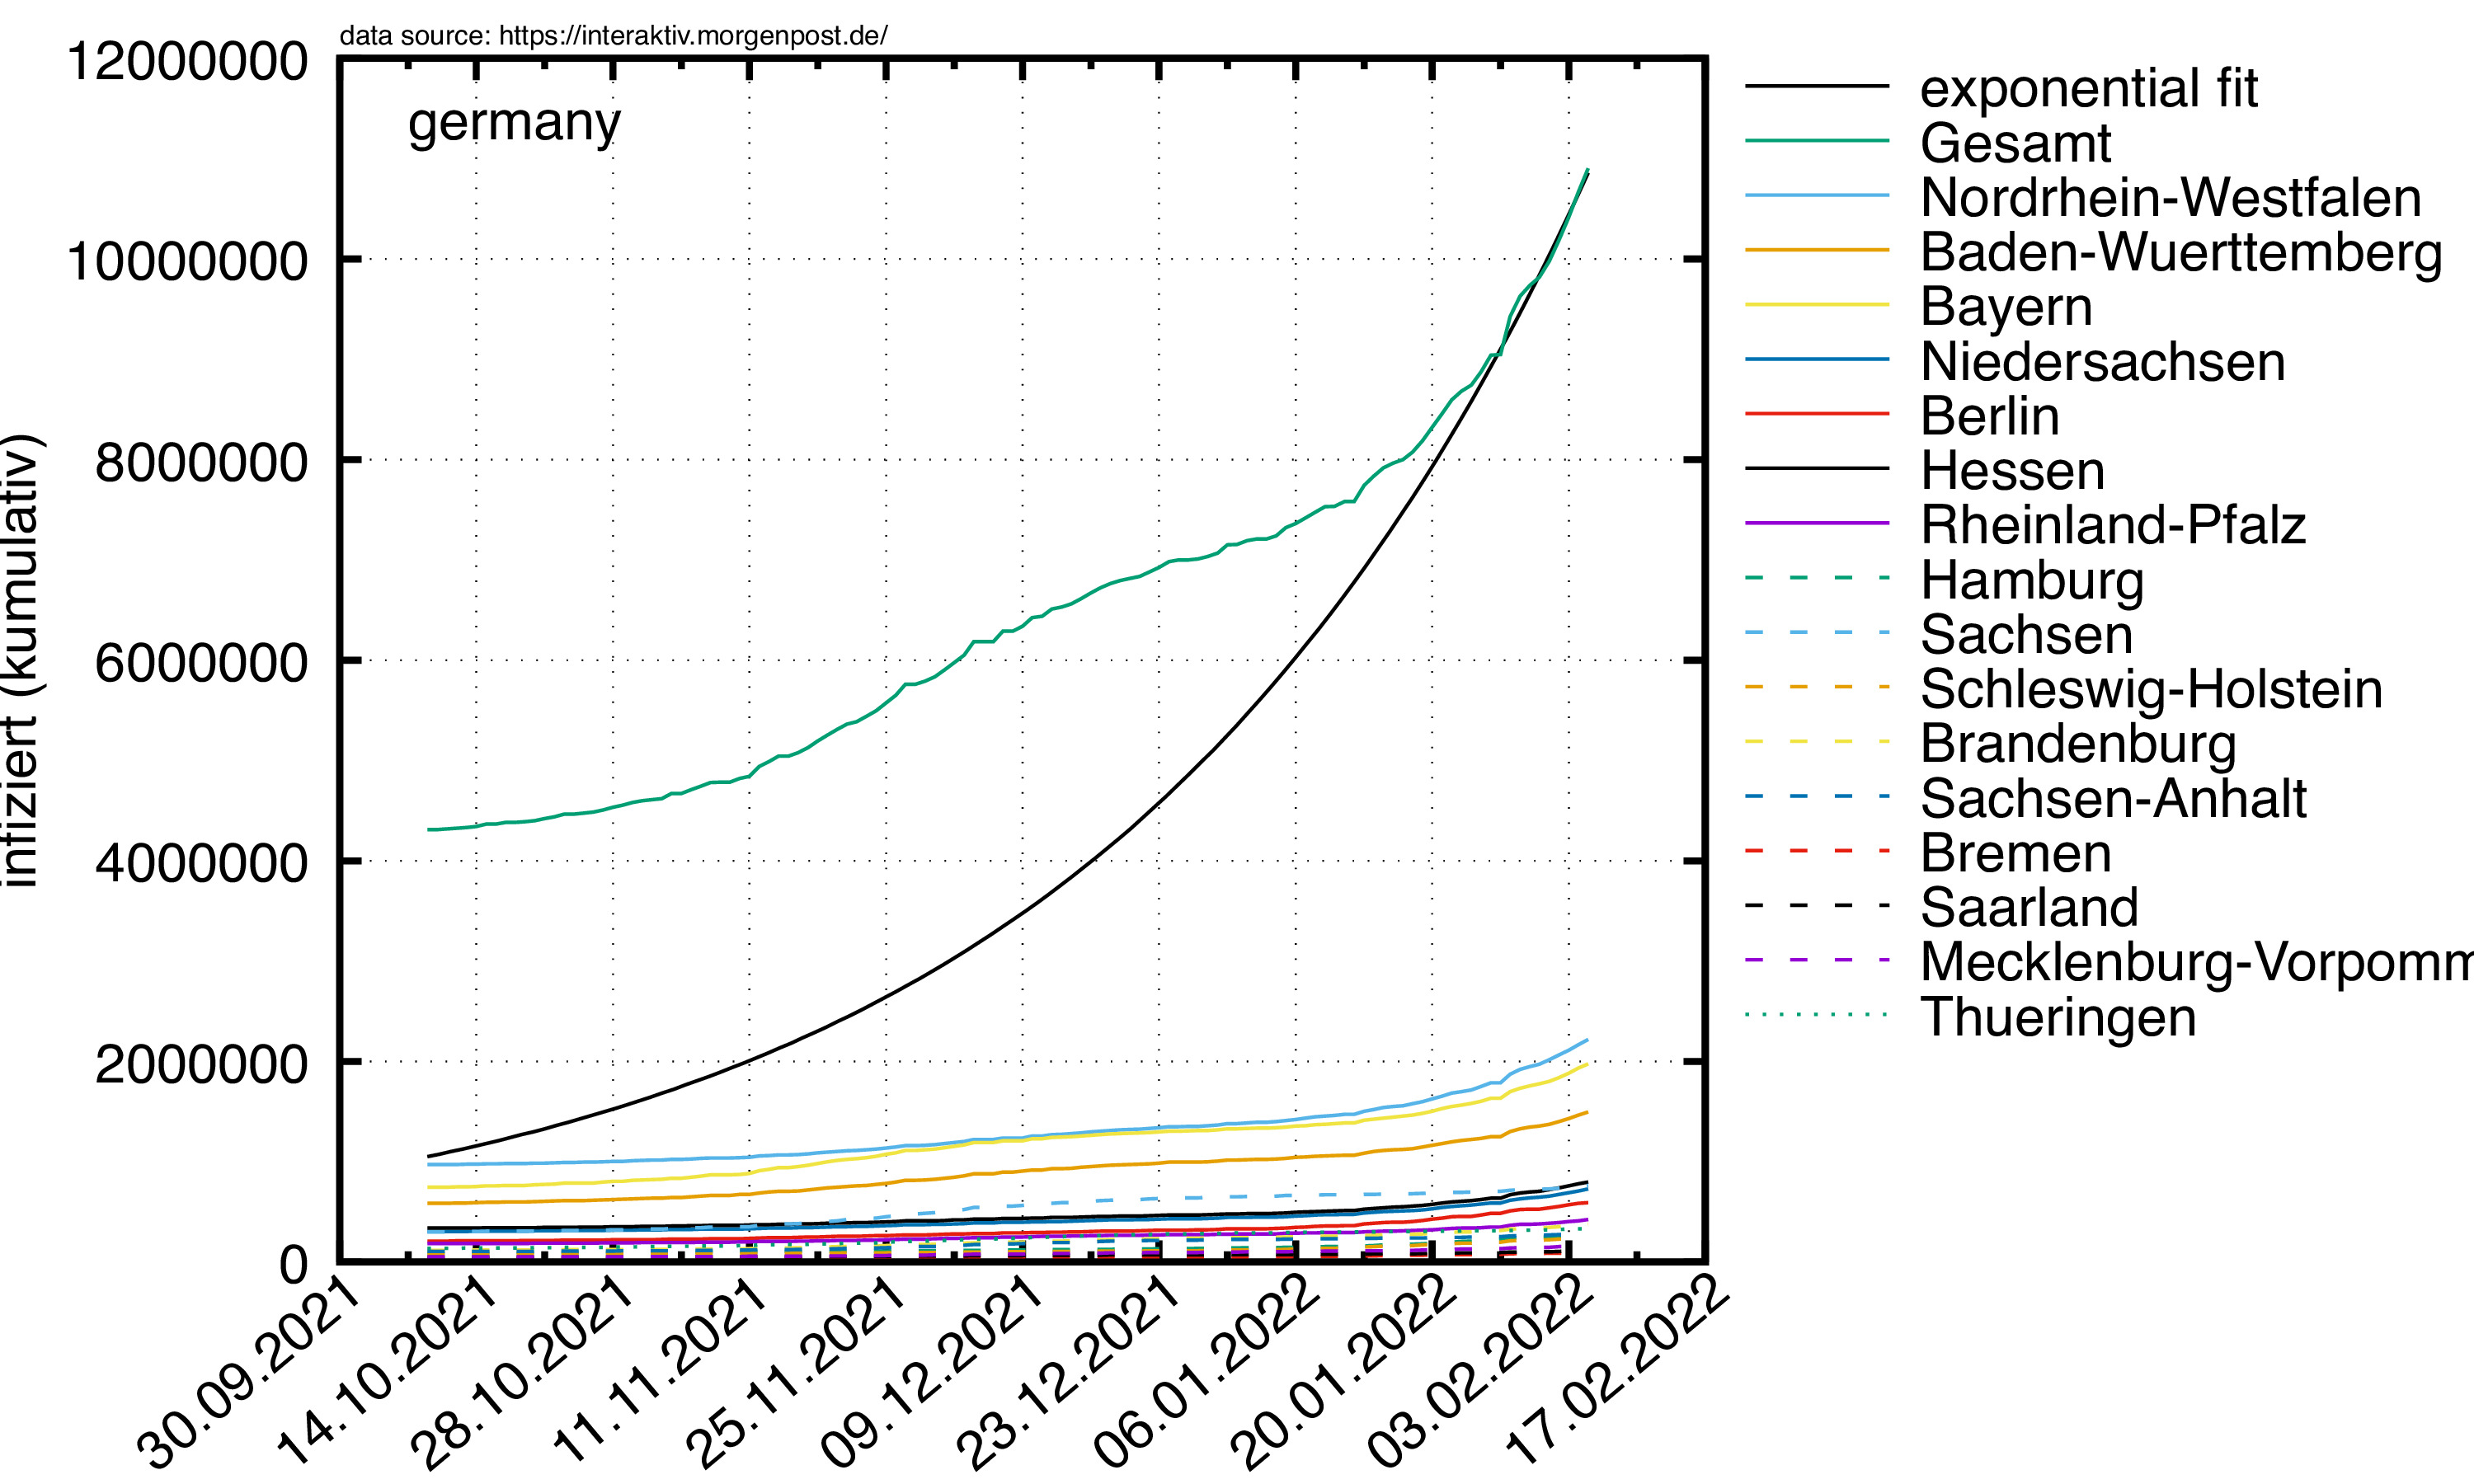 data source: https://interaktiv.morgenpost.de/
germany
infiziert (kumulativ)
12000000
10000000
8000000
6000000
4000000
2000000
0
30.09.2021
14.10.2021
28.10.2021
11.11.2021
25.11.2021
09.12.2021
23.12.2021
06.01.2022
20.01.2022
03.02.2022
17.02.2022
exponential fit
Gesamt
Nordrhein-Westfalen
Baden-Wuerttemberg
Bayern
Niedersachsen
Berlin
Hessen
Rheinland-Pfalz
Hamburg
Sachsen
Schleswig-Holstein
Brandenburg
Sachsen-Anhalt
Bremen
Saarland
Mecklenburg-Vorpom
Thueringen